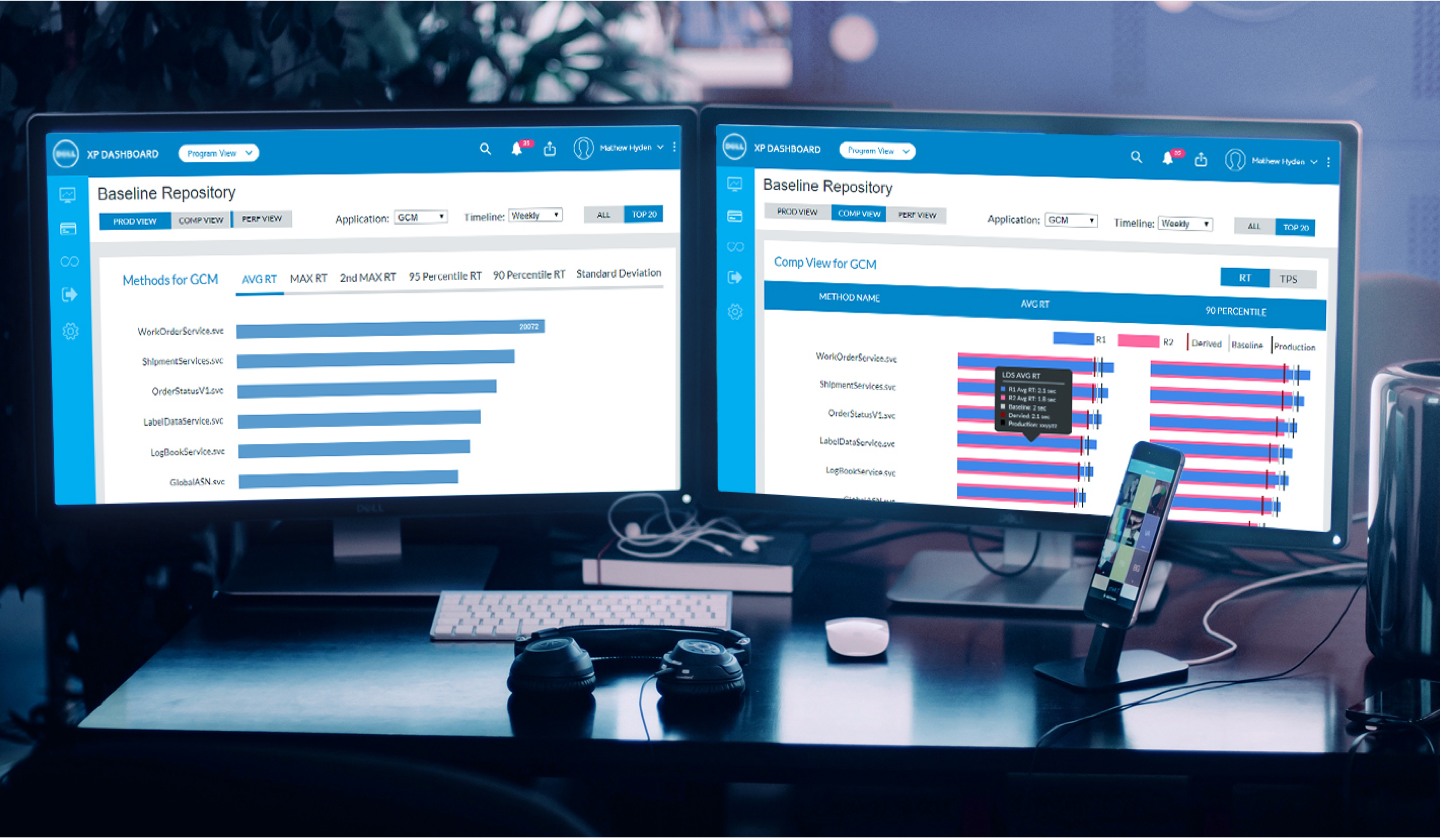 DELL XP DASHBOARD Program View 31 Mathew Hyden
Baseline Repository
PROD VIEW COMP VIEW PERF VIEW Application: GCM Timeline: Weekly ALL TOP 20
Methods for GCM AVG RT MAX RT 2nd MAX RT 95 Percentile RT 90 Percentile RT Standard Deviation
WorkOrderService.svc 20072
ShipmentServices.svc
OrderStatusV1.svc
LabelDataService.svc
LogBookService.svc
GlobalASN.svc
DELL
DELL XP DASHBOARD Program View Mathew Hyden
Baseline Repository
PROD VIEW COMP VIEW PERF VIEW Application: GCM Timeline: Weekly ALL TOP 20
Comp View for GCM RT TPS
METHOD NAME AVG RT 90 PERCENTILE
R1 R2 Derived Baseline Production
WorkOrderService.svc
ShipmentServices.svc
OrderStatusV1.svc
LabelDataService.svc
LogBookService.svc
GlobalASN.svc
LDS AVG RT
R1 Avg RT: 2.1 sec
R2 Avg RT: 1.8 sec
Baseline: 2 sec
Dervied: 2.1 sec
Production:
DELL